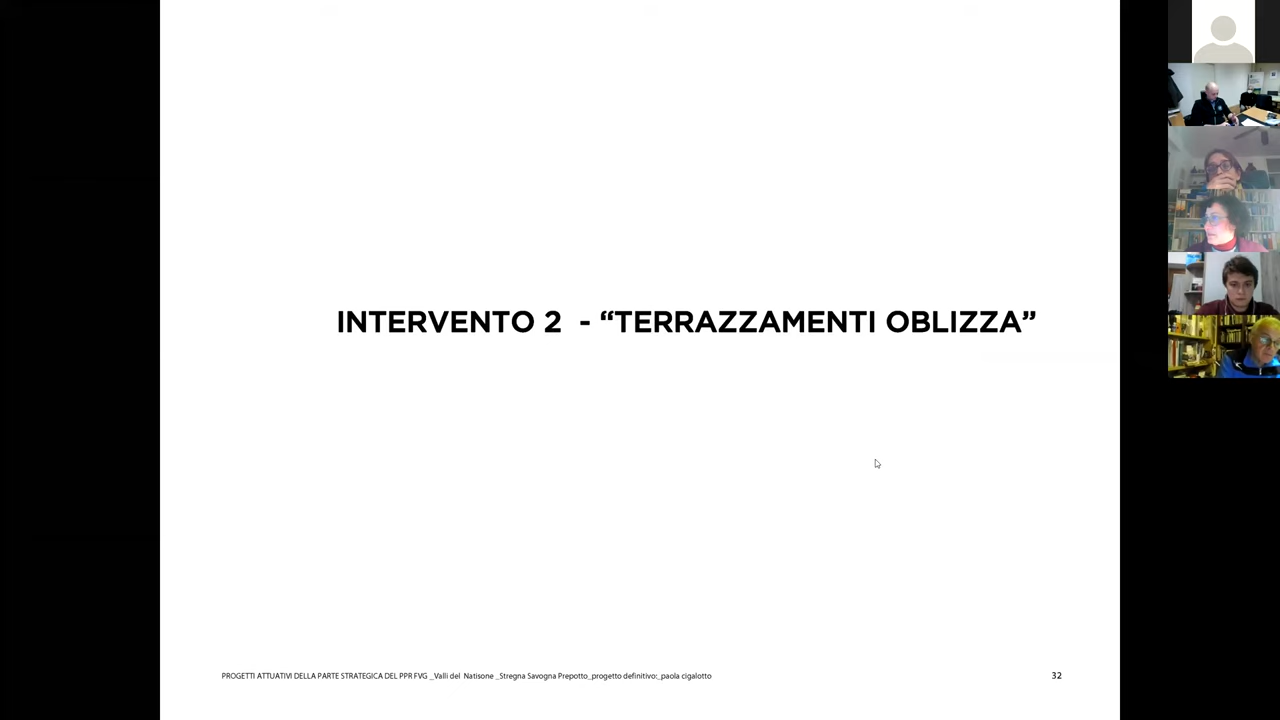 INTERVENTO 2  - “TERRAZZAMENTI OBLIZZA”
PROGETTI ATTUATIVI DELLA PARTE STRATEGICA DEL PPR FVG _Valli del  Natisone _Stregna Savogna Prepotto_progetto definitivo:_paola cigalotto
32